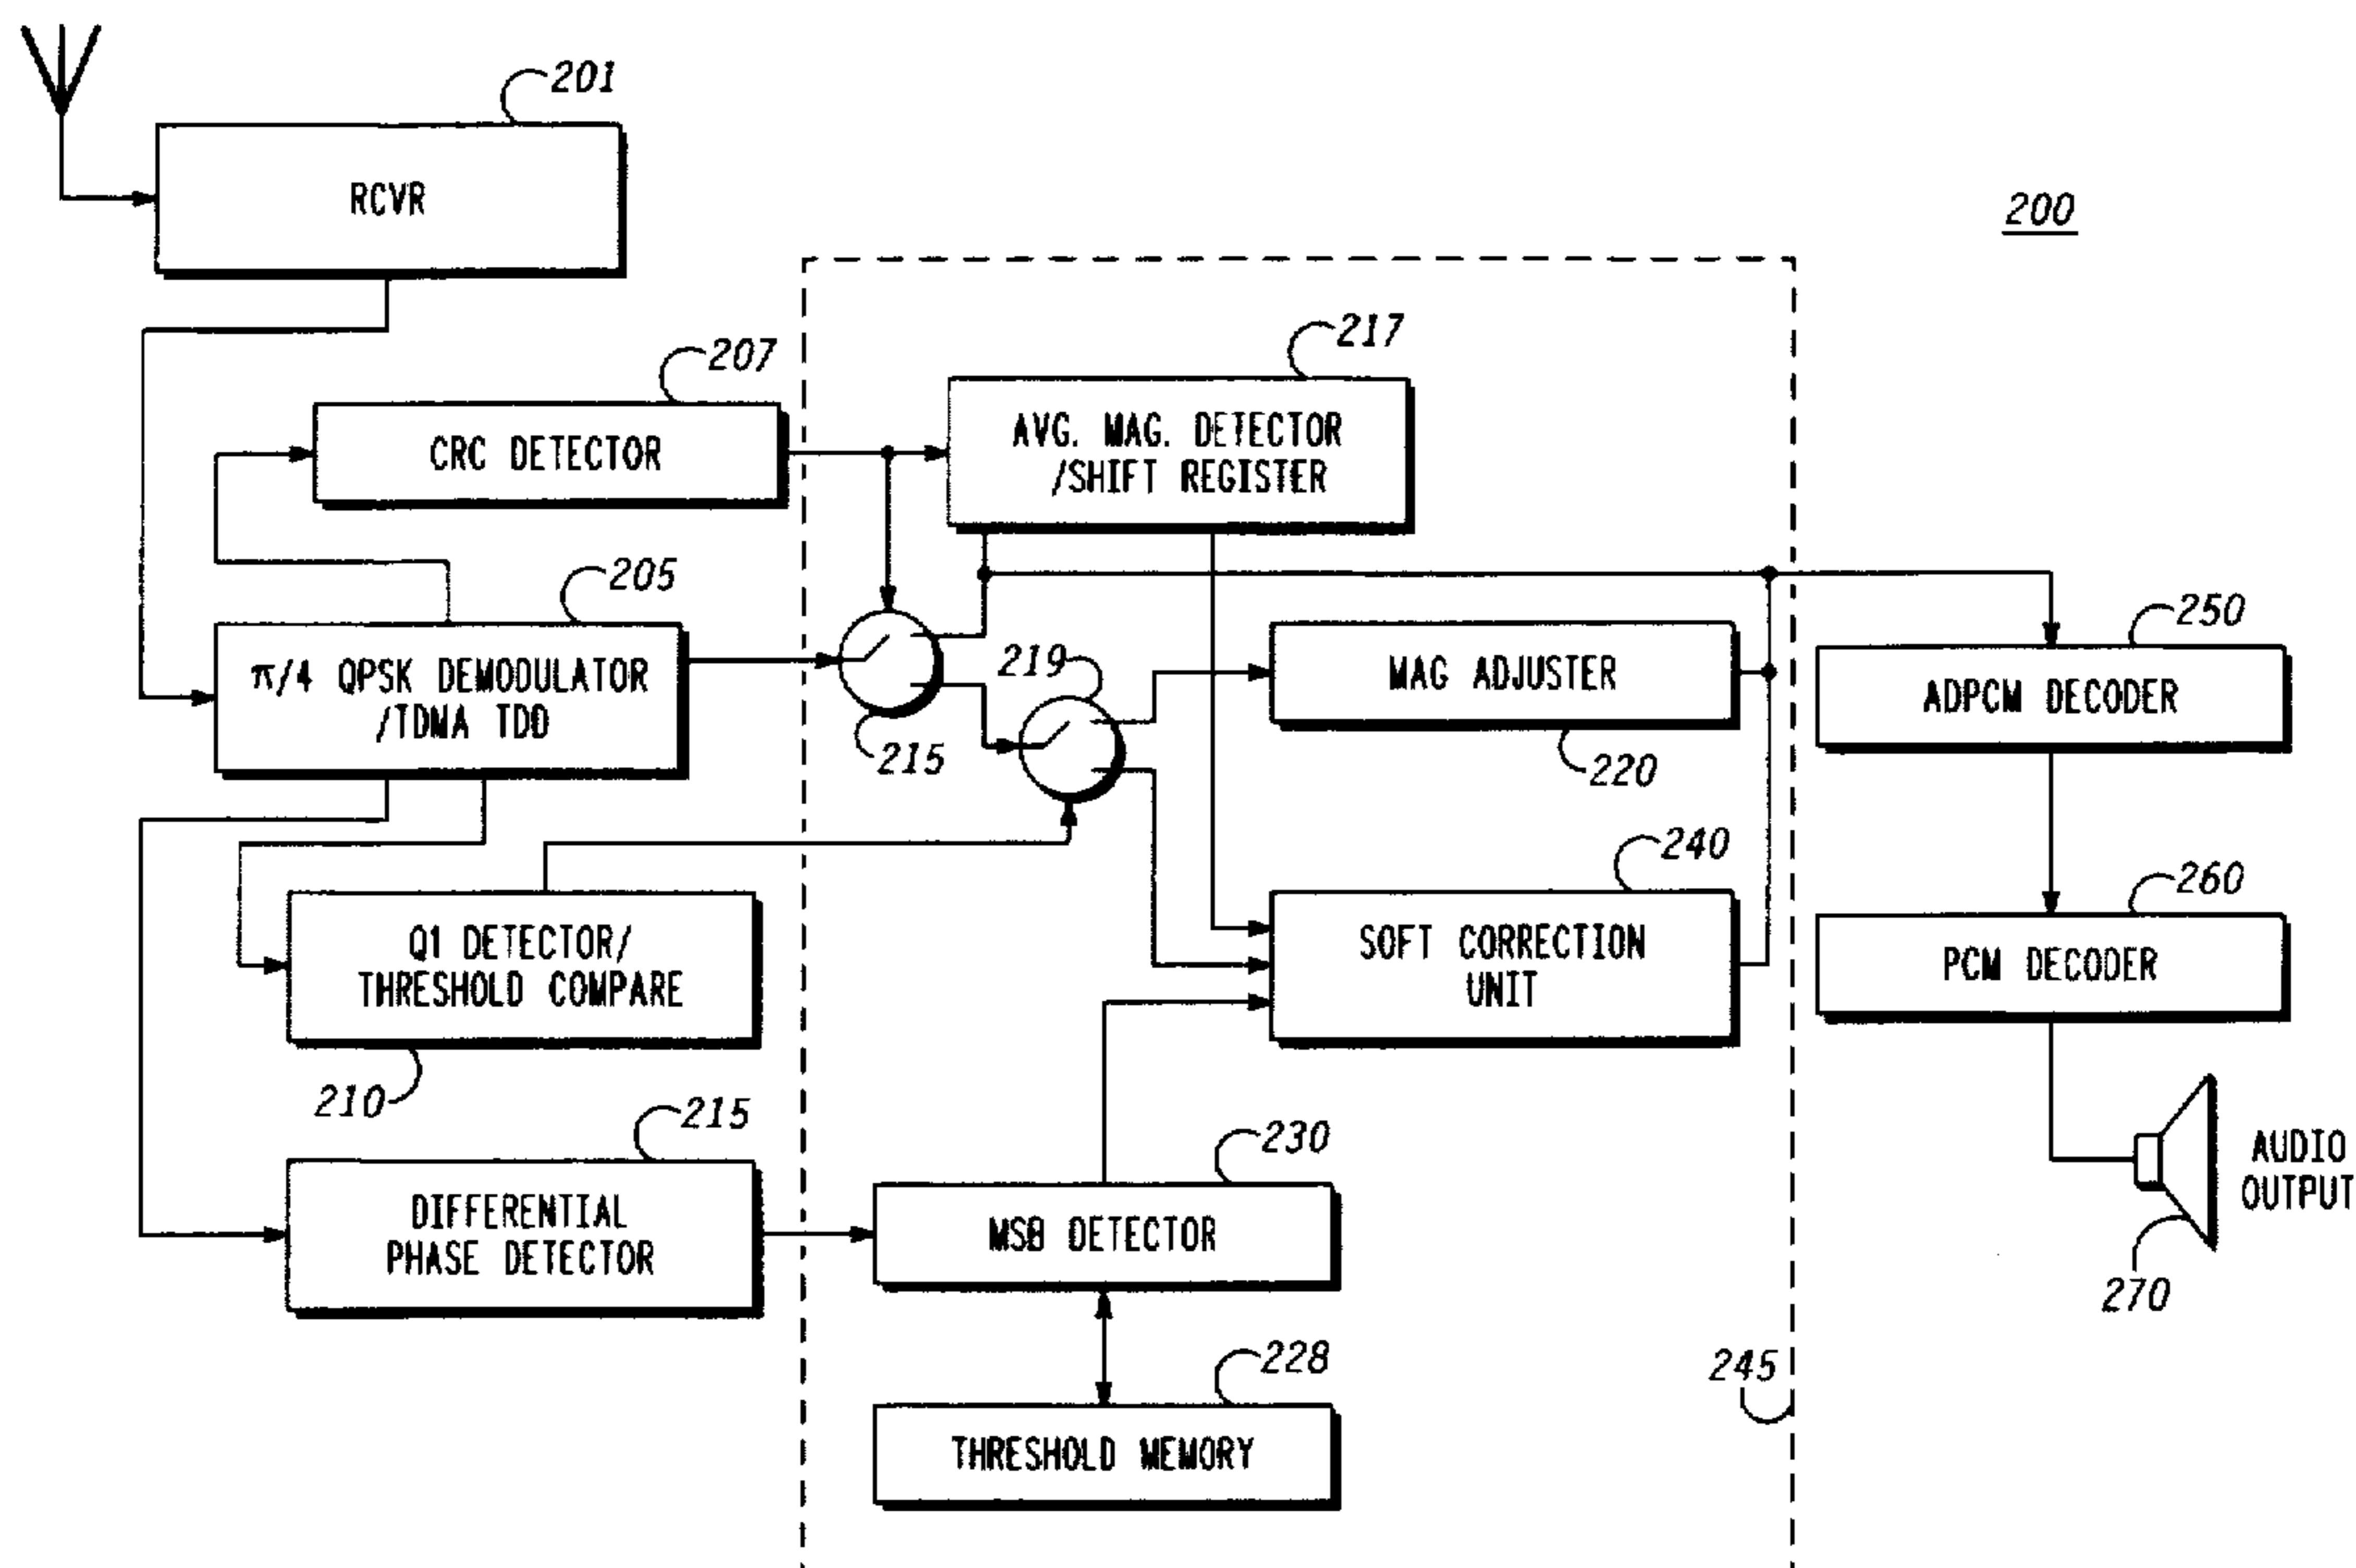 201
RCVR
200
207
217
CRC DETECTOR
AVG. MAG. DETECTOR
/SHIFT REGISTER
205
π/4 QPSK DEMODULATOR
/TDMA TDD
215
219
MAG ADJUSTER
220
250
ADPCM DECODER
Q1 DETECTOR/
THRESHOLD COMPARE
210
240
SOFT CORRECTION
UNIT
260
PCM DECODER
215
DIFFERENTIAL
PHASE DETECTOR
230
MSB DETECTOR
AUDIO
OUTPUT
270
228
THRESHOLD MEMORY
245